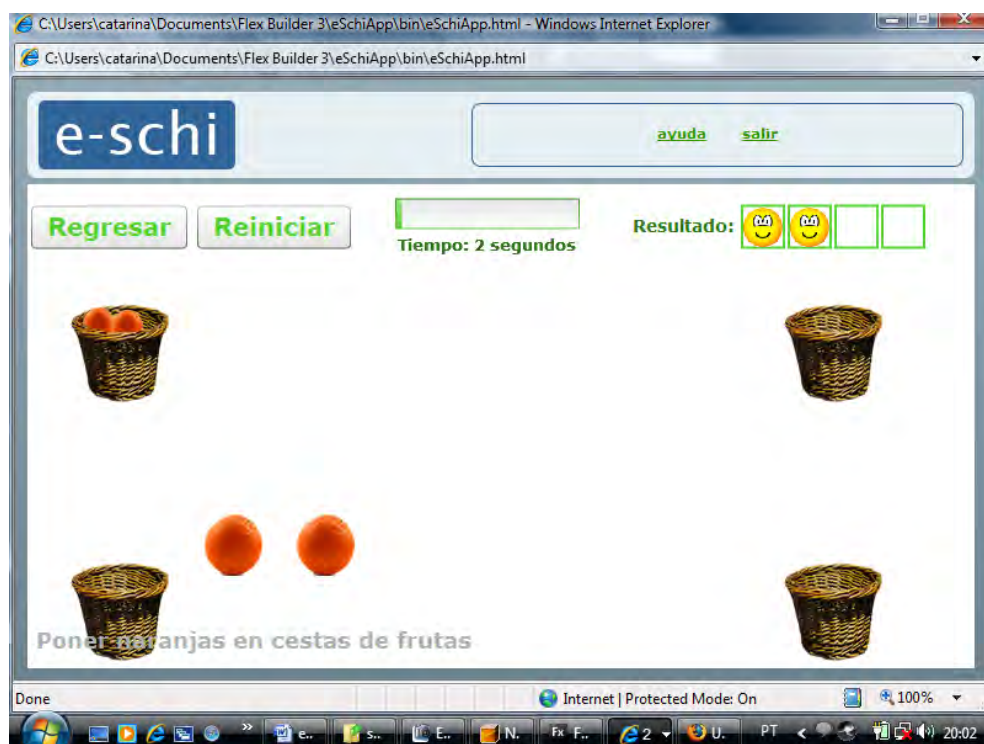 C:\Users\catarina\Documents\Flex Builder 3\eSchiApp\bin\eSchiApp.html - Windows Internet Explorer
C:\Users\catarina\Documents\Flex Builder 3\eSchiApp\bin\eSchiApp.html
e-schi
ayuda salir
Regresar Reiniciar
Tiempo: 2 segundos
Resultado:
Poner naranjas en cestas de frutas
Done Internet | Protected Mode: On 100%
e.. s.. E.. N. Fx F.. 2 U. PT 20:02